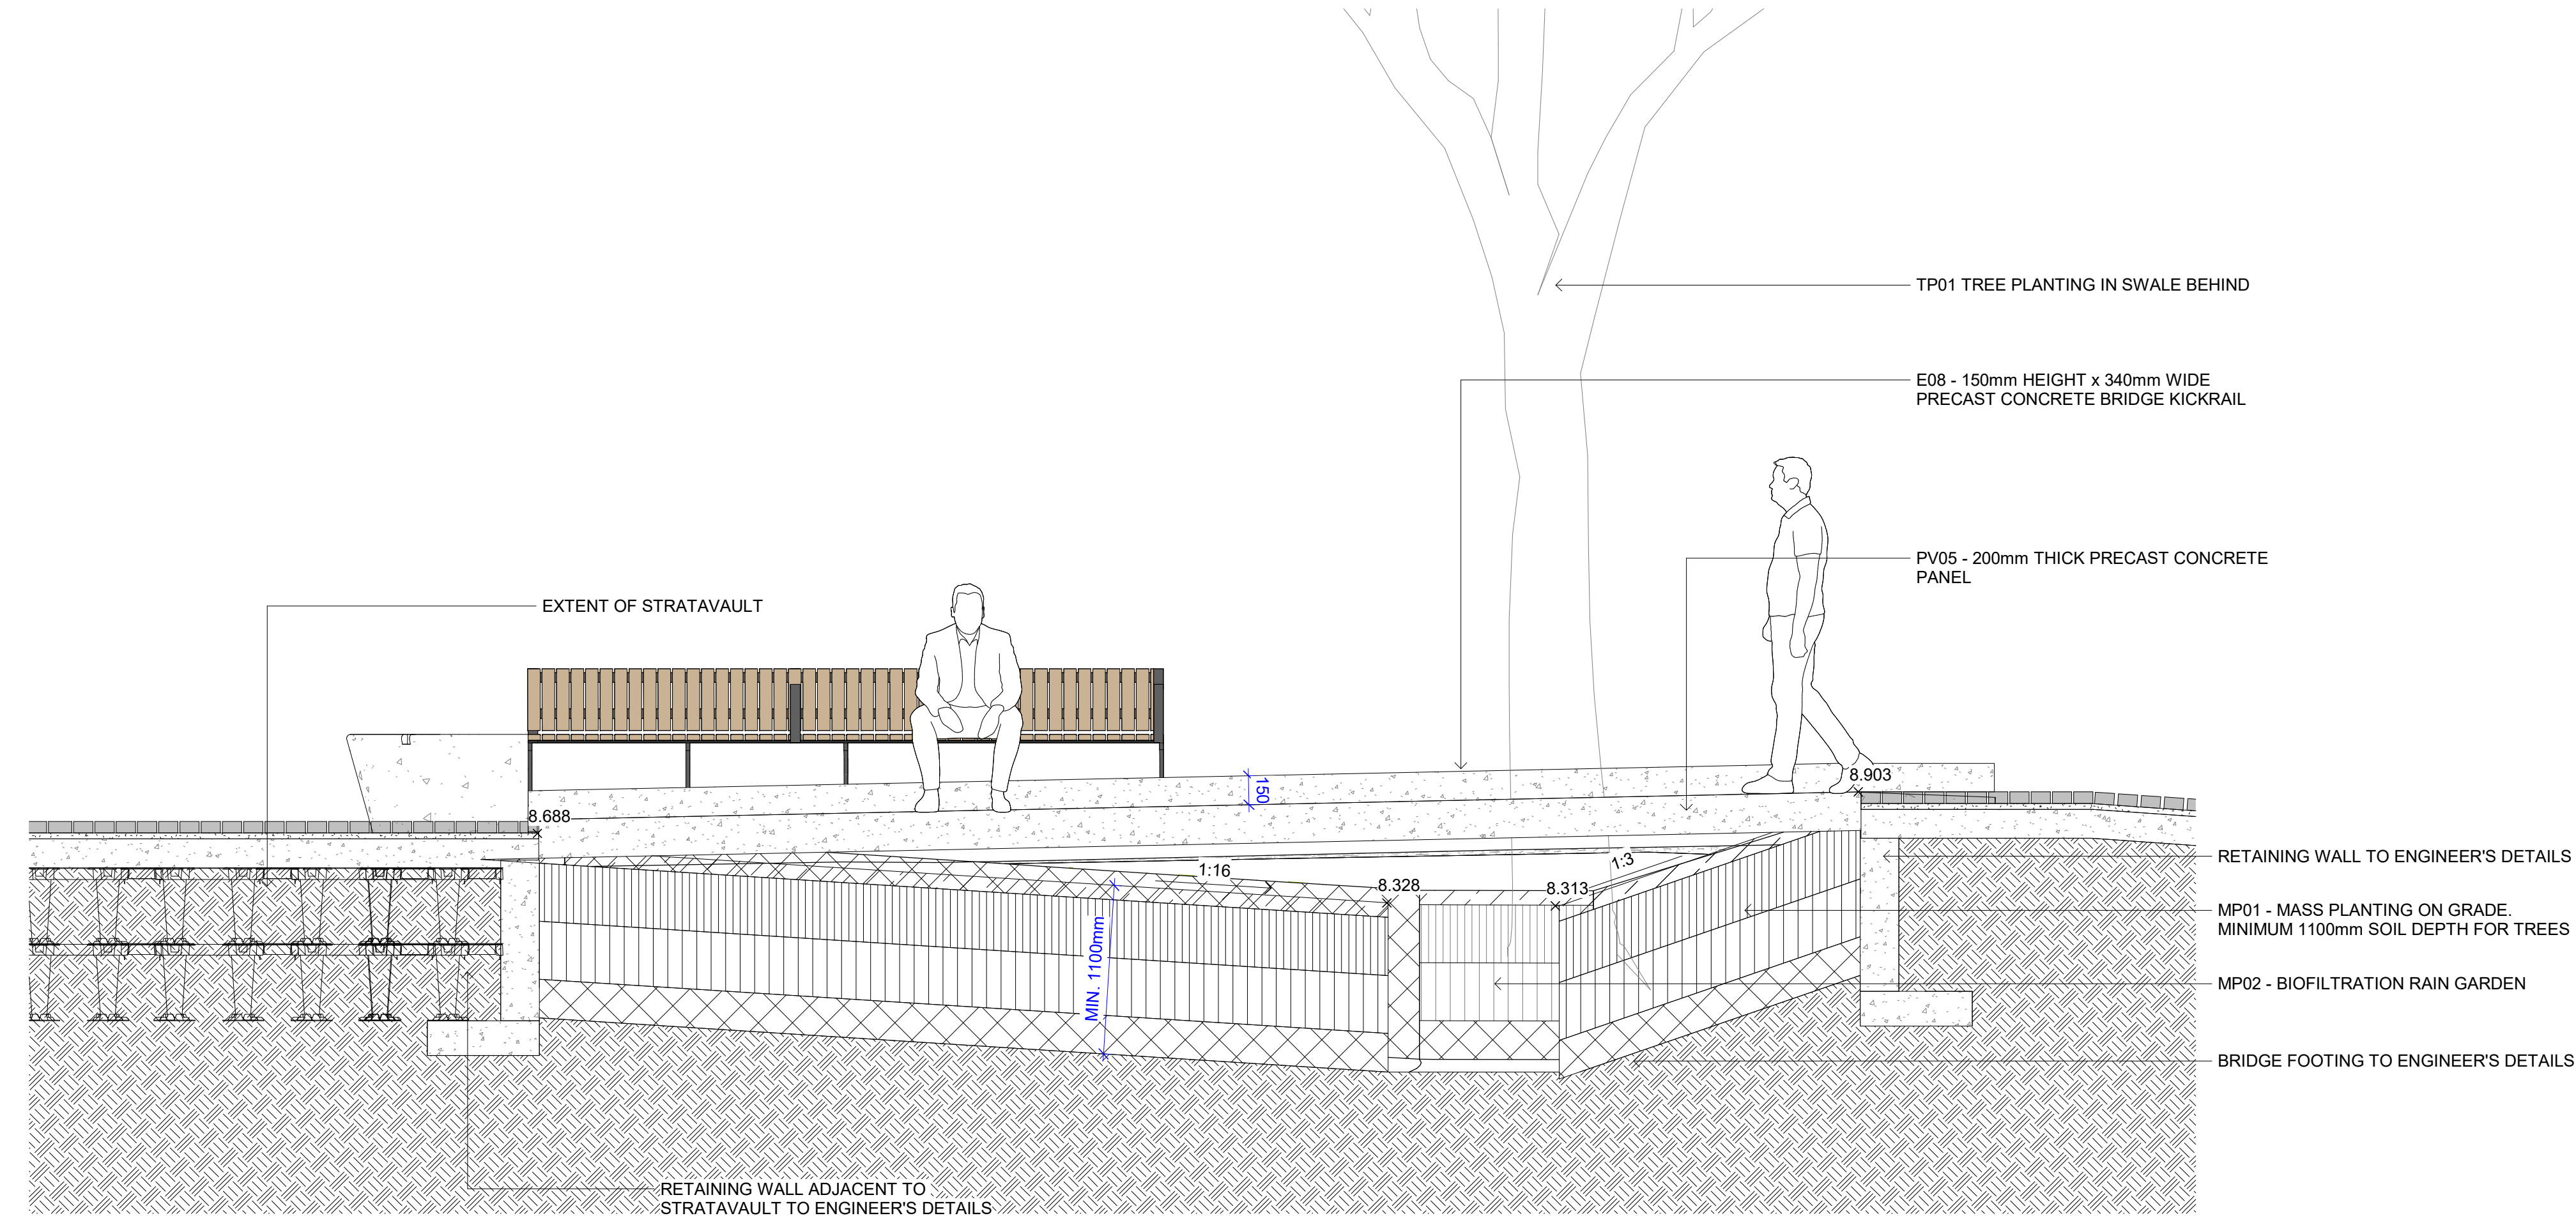 TP01 TREE PLANTING IN SWALE BEHIND
E08 - 150mm HEIGHT x 340mm WIDE
PRECAST CONCRETE BRIDGE KICKRAIL
PV05 - 200mm THICK PRECAST CONCRETE
PANEL
EXTENT OF STRATAVAULT
8.903
150
8.688
RETAINING WALL TO ENGINEER'S DETAILS
1:16
1:3
8.328
8.313
MP01 - MASS PLANTING ON GRADE.
MINIMUM 1100mm SOIL DEPTH FOR TREES
MIN. 1100mm
MP02 - BIOFILTRATION RAIN GARDEN
BRIDGE FOOTING TO ENGINEER'S DETAILS
RETAINING WALL ADJACENT TO
STRATAVAULT TO ENGINEER'S DETAILS